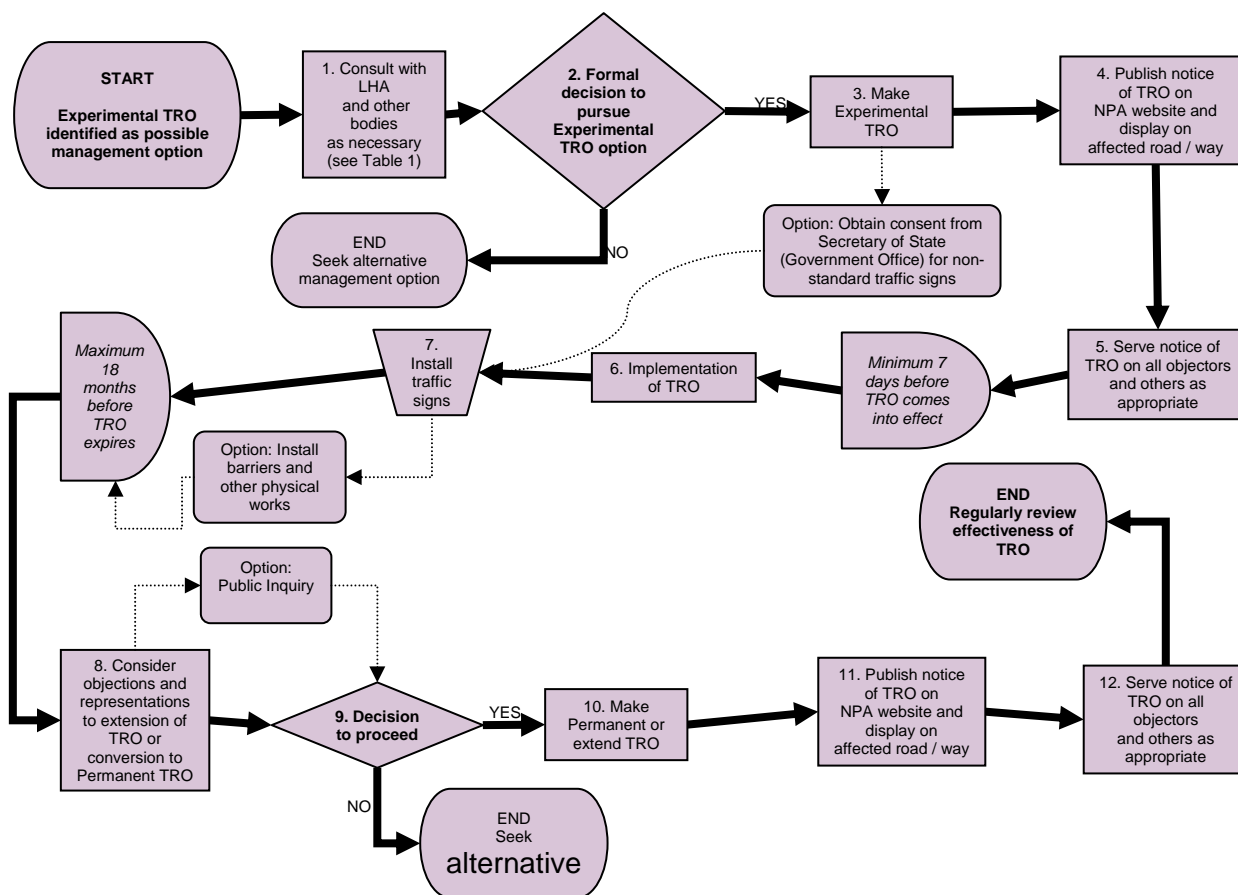 START
Experimental TRO
identified as possible
management option
1. Consult with
LHA
and other
bodies
as necessary
(see Table 1)
2. Formal
decision to
pursue
Experimental
TRO option
YES
3. Make
Experimental
TRO
4. Publish notice
of TRO on
NPA website and
display on
affected road / way
NO
END
Seek alternative
management option
Option: Obtain consent from
Secretary of State
(Government Office) for non-
standard traffic signs
5. Serve notice of
TRO on all objectors
and others as
appropriate
Minimum 7
days before
TRO comes
into effect
6. Implementation
of TRO
7.
Install
traffic
signs
Maximum
18
months
before
TRO
expires
Option: Install
barriers and
other physical
works
END
Regularly review
effectiveness of
TRO
Option:
Public Inquiry
8. Consider
objections and
representations
to extension of
TRO or
conversion to
Permanent TRO
9. Decision
to proceed
YES
10. Make
Permanent or
extend TRO
11. Publish notice
of TRO on
NPA website and
display on
affected road / way
12. Serve notice of
TRO on all
objectors
and others as
appropriate
NO
END
Seek
alternative